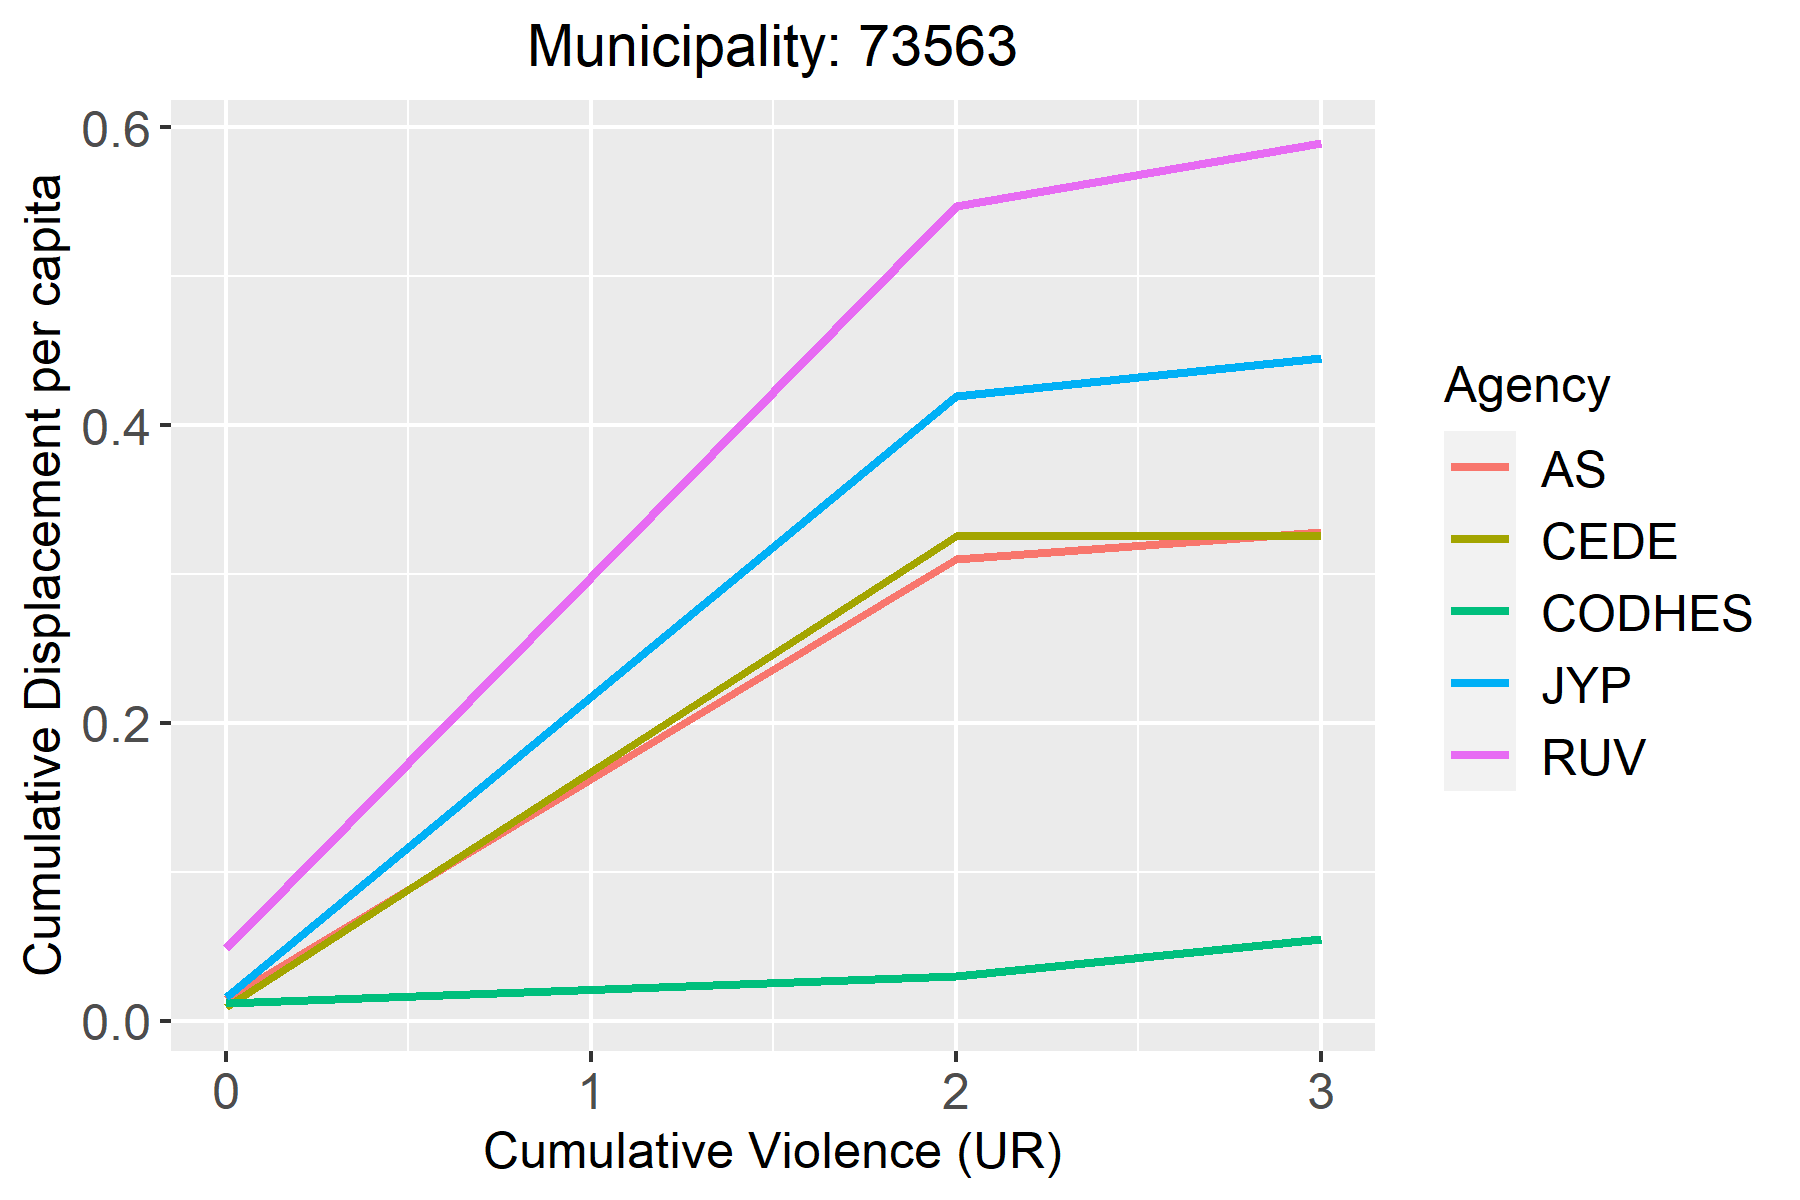 Municipality: 73563
Cumulative Displacement per capita
0.6
0.4
0.2
0.0
0
1
2
3
Cumulative Violence (UR)
Agency
AS
CEDE
CODHES
JYP
RUV